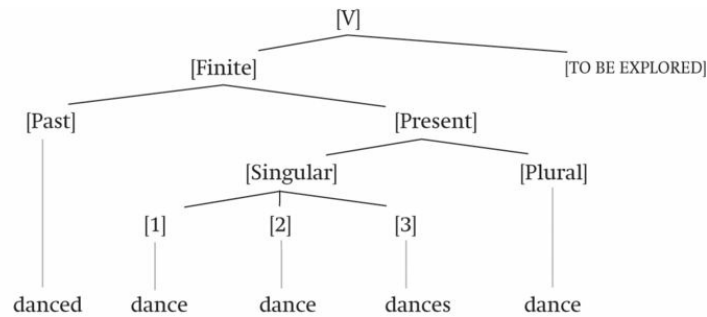 [V]
[Finite] [TO BE EXPLORED]
[Past] [Present]
[Singular] [Plural]
[1] [2] [3]
danced dance dance dances dance